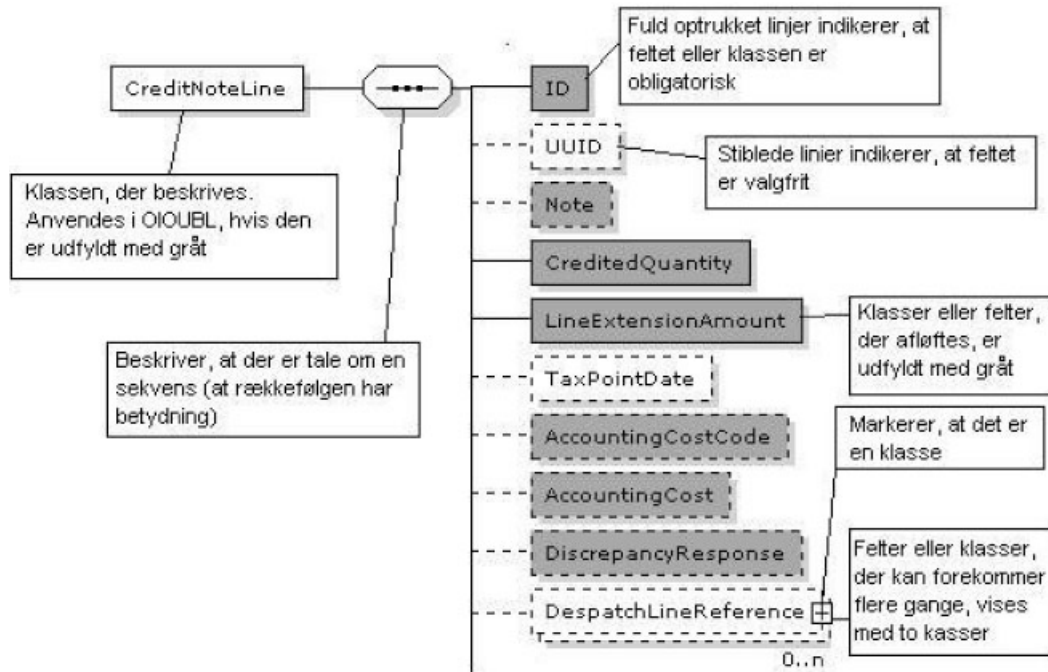 Fuld optrukket linjer indikerer, at
feltet eller klassen er
obligatorisk
CreditNoteLine
ID
UUID
Stiblede linier indikerer, at feltet
er valgfrit
Klassen, der beskrives.
Anvendes i OIOUBL, hvis den
er udfyldt med gråt
Note
CreditedQuantity
LineExtensionAmount
Klasser eller felter,
der afløftes, er
udfyldt med gråt
Beskriver, at der er tale om en
sekvens (at rækkefølgen har
betydning)
TaxPointDate
AccountingCostCode
Markerer, at det er
en klasse
AccountingCost
DiscrepancyResponse
DespatchLineReference
Felter eller klasser,
der kan forekommer
flere gange, vises
med to kasser
0..n